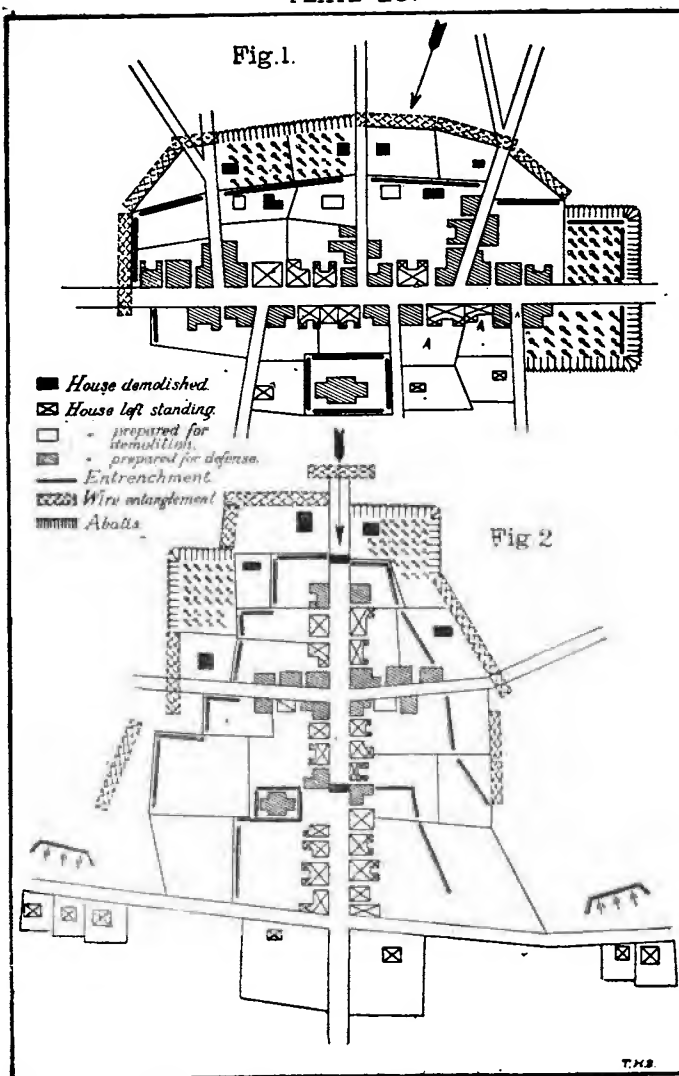 Fig.1.
A
A
A
House demolished.
House left standing.
" prepared for
demolition.
" prepared for defense.
Entrenchment
Wire entanglement
Abatis
Fig 2
T.H.B.